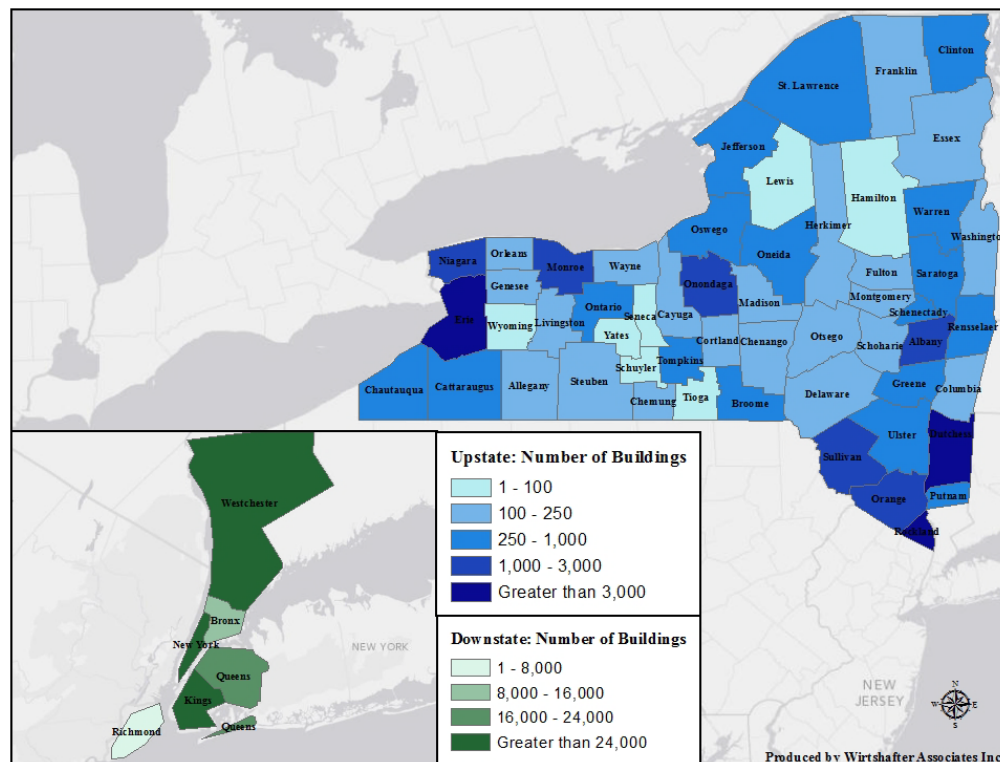 Clinton
Franklin
St. Lawrence
Essex
Jefferson
Lewis
Hamilton
Warren
Washington
Oswego
Herkimer
Oneida
Niagara
Orleans
Monroe
Wayne
Fulton
Saratoga
Onondaga
Genesee
Madison
Montgomery
Ontario
Schenectady
Erie
Wyoming
Livingston
Seneca
Cayuga
Rensselaer
Yates
Cortland
Chenango
Otsego
Schoharie
Albany
Schuyler
Tompkins
Chautauqua
Cattaraugus
Allegany
Steuben
Chemung
Tioga
Broome
Delaware
Greene
Columbia
Ulster
Dutchess
Sullivan
Orange
Putnam
Rockland
Westchester
Bronx
New York
Queens
Kings
Queens
Richmond
NEW YORK
Upstate: Number of Buildings
1 - 100
100 - 250
250 - 1,000
1,000 - 3,000
Greater than 3,000
Downstate: Number of Buildings
1 - 8,000
8,000 - 16,000
16,000 - 24,000
Greater than 24,000
NEW
JERSEY
N
W E
S
Produced by Wirtshafter Associates Inc